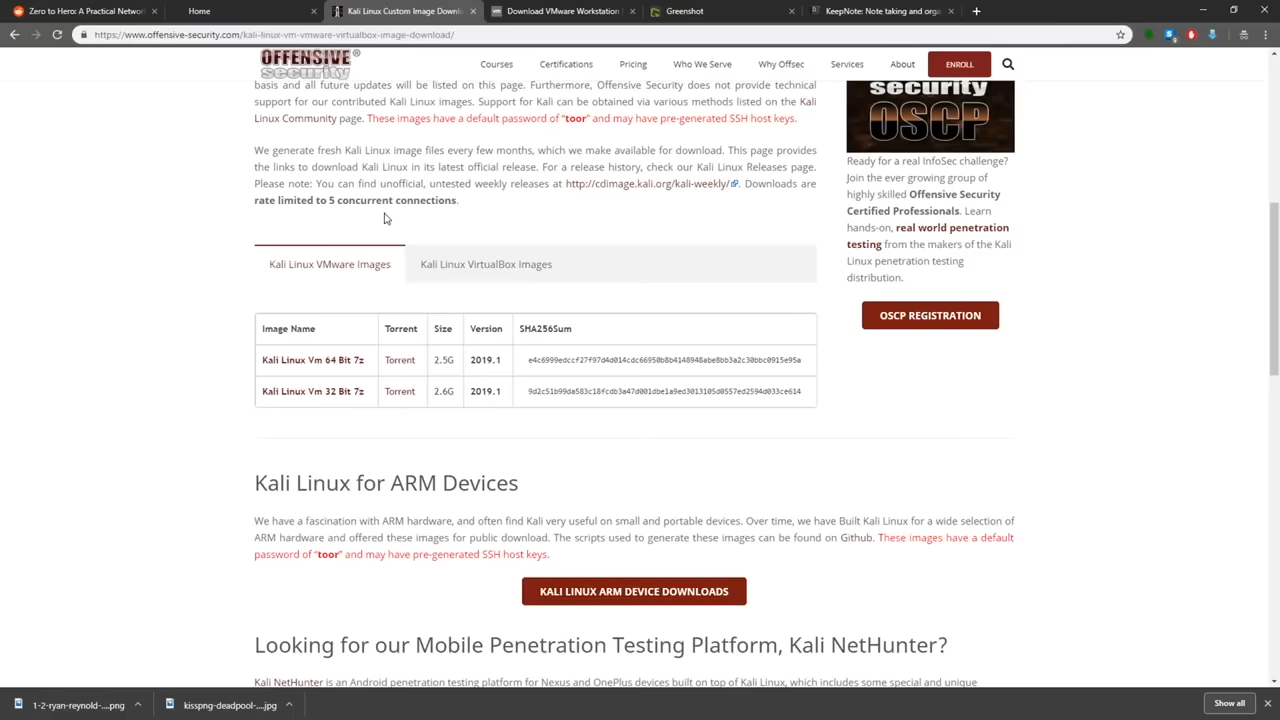 Zero to Hero: A Practical Netwo
Home
Kali Linux Custom Image Downl
Download VMware Workstation
Greenshot
KeepNote: Note taking and orga
https://www.offensive-security.com/kali-linux-vm-vmware-virtualbox-image-download/
OFFENSIVE
security
®
Courses
Certifications
Pricing
Who We Serve
Why Offsec
Services
About
ENROLL
basis and all future updates will be listed on this page. Furthermore, Offensive Security does not provide technical
support for our contributed Kali Linux images. Support for Kali can be obtained via various methods listed on the Kali
Linux Community page. These images have a default password of “toor” and may have pre-generated SSH host keys.
We generate fresh Kali Linux image files every few months, which we make available for download. This page provides
the links to download Kali Linux in its latest official release. For a release history, check our Kali Linux Releases page.
Please note: You can find unofficial, untested weekly releases at http://cdimage.kali.org/kali-weekly/. Downloads are
rate limited to 5 concurrent connections.
security
OSCP
Ready for a real InfoSec challenge?
Join the ever growing group of
highly skilled Offensive Security
Certified Professionals. Learn
hands-on, real world penetration
testing from the makers of the Kali
Linux penetration testing
distribution.
OSCP REGISTRATION
Kali Linux VMware Images
Kali Linux VirtualBox Images
Image Name Torrent Size Version SHA256Sum
Kali Linux Vm 64 Bit 7z Torrent 2.5G 2019.1 e4c6999edccf27f97d4d014cdc66950b8b4148948abe8bb3a2c30bbc0915e95a
Kali Linux Vm 32 Bit 7z Torrent 2.6G 2019.1 9d2c51b99da583c18fcdb3a47d001dbe1a9ed3013105d0557ed2594d033ce614
Kali Linux for ARM Devices
We have a fascination with ARM hardware, and often find Kali very useful on small and portable devices. Over time, we have Built Kali Linux for a wide selection of
ARM hardware and offered these images for public download. The scripts used to generate these images can be found on Github. These images have a default
password of “toor” and may have pre-generated SSH host keys.
KALI LINUX ARM DEVICE DOWNLOADS
Looking for our Mobile Penetration Testing Platform, Kali NetHunter?
Kali NetHunter is an Android penetration testing platform for Nexus and OnePlus devices built on top of Kali Linux, which includes some special and unique
1-2-ryan-reynold-....png
kisspng-deadpool-....jpg
Show all